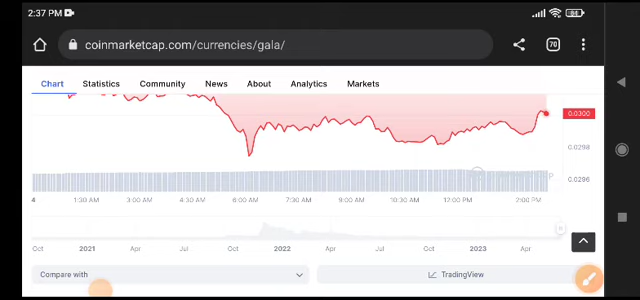 2:37 PM
coinmarketcap.com/currencies/gala/
70
Chart Statistics Community News About Analytics Markets
0.0300
0.0298
0.0296
4 1:30 AM 3:00 AM 4:30 AM 6:00 AM 7:30 AM 9:00 AM 10:30 AM 12:00 PM 2:00 PM
Oct 2021 Apr Jul Oct 2022 Apr Jul Oct 2023 Apr
Compare with TradingView